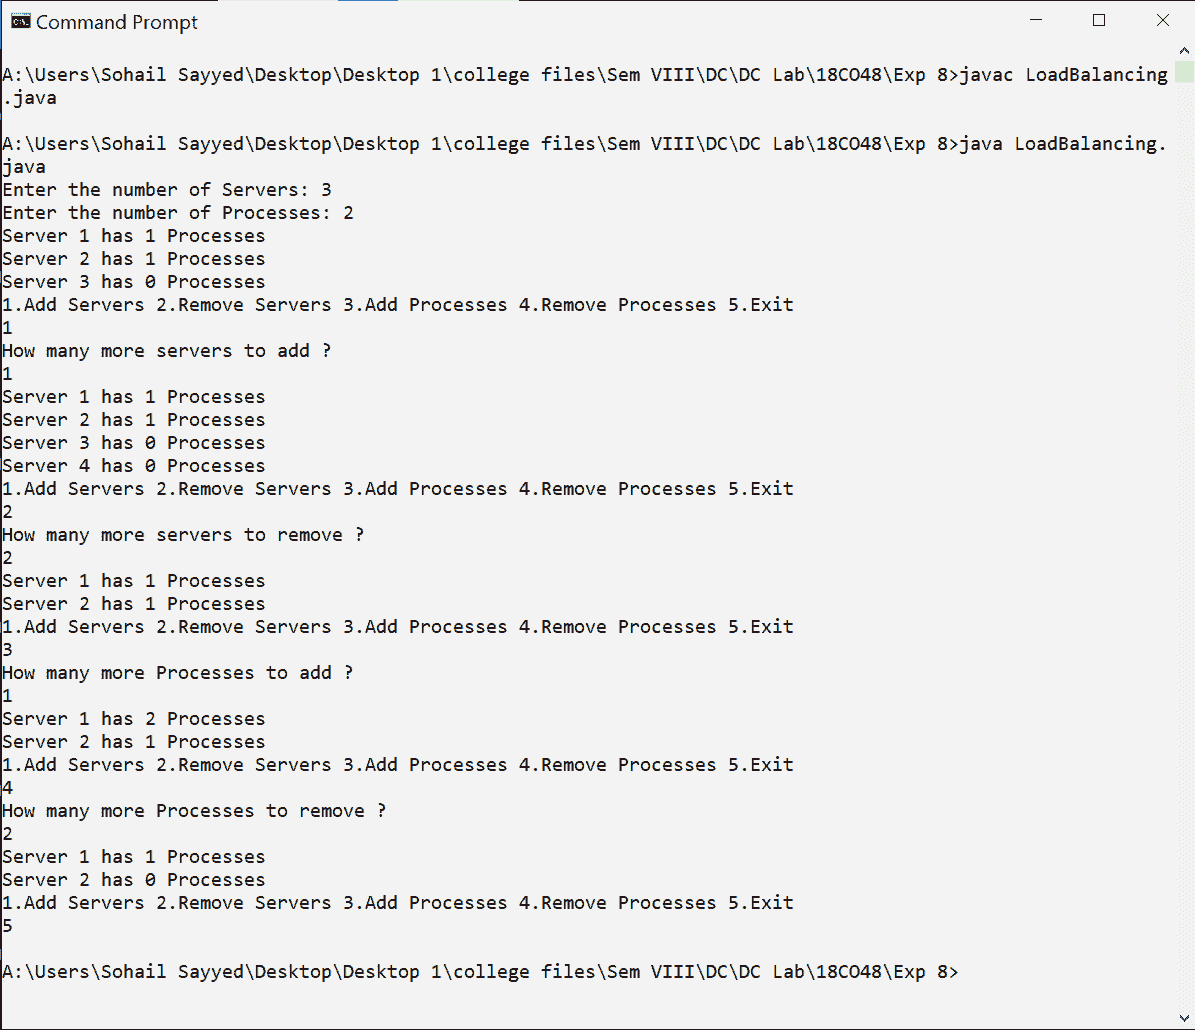 Command Prompt
A:\Users\Sohail Sayyed\Desktop\Desktop 1\college files\Sem VIII\DC\DC Lab\18CO48\Exp 8>javac LoadBalancing
.java
A:\Users\Sohail Sayyed\Desktop\Desktop 1\college files\Sem VIII\DC\DC Lab\18CO48\Exp 8>java LoadBalancing.
java
Enter the number of Servers: 3
Enter the number of Processes: 2
Server 1 has 1 Processes
Server 2 has 1 Processes
Server 3 has 0 Processes
1.Add Servers 2.Remove Servers 3.Add Processes 4.Remove Processes 5.Exit
1
How many more servers to add ?
1
Server 1 has 1 Processes
Server 2 has 1 Processes
Server 3 has 0 Processes
Server 4 has 0 Processes
1.Add Servers 2.Remove Servers 3.Add Processes 4.Remove Processes 5.Exit
2
How many more servers to remove ?
2
Server 1 has 1 Processes
Server 2 has 1 Processes
1.Add Servers 2.Remove Servers 3.Add Processes 4.Remove Processes 5.Exit
3
How many more Processes to add ?
1
Server 1 has 2 Processes
Server 2 has 1 Processes
1.Add Servers 2.Remove Servers 3.Add Processes 4.Remove Processes 5.Exit
4
How many more Processes to remove ?
2
Server 1 has 1 Processes
Server 2 has 0 Processes
1.Add Servers 2.Remove Servers 3.Add Processes 4.Remove Processes 5.Exit
5
A:\Users\Sohail Sayyed\Desktop\Desktop 1\college files\Sem VIII\DC\DC Lab\18CO48\Exp 8>